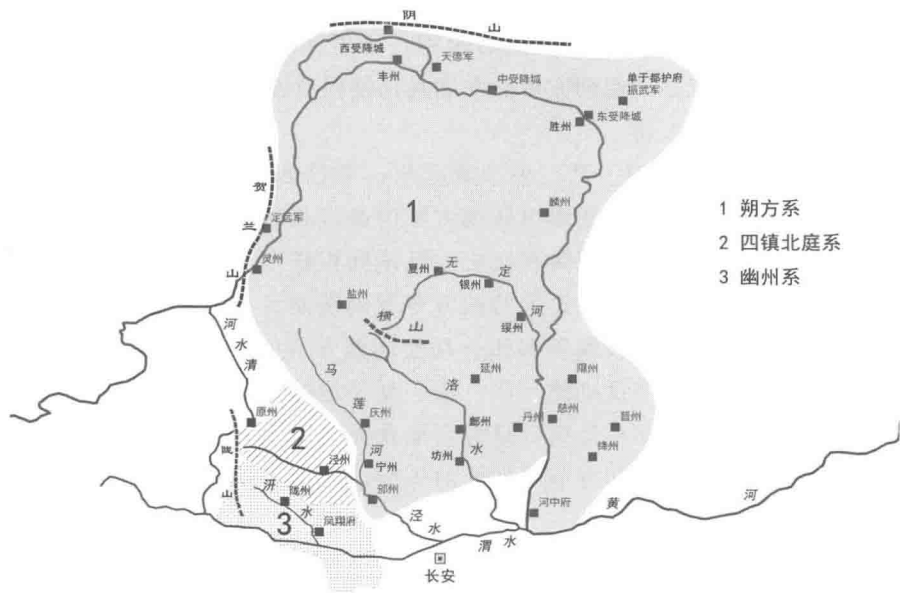 阴山
西受降城
天德军
丰州
中受降城
单于都护府
振武军
东受降城
胜州
贺兰山
定远军
灵州
1
麟州
1 朔方系
2 四镇北庭系
3 幽州系
夏州
无定河
银州
盐州
横山
绥州
河水清
马莲河
洛水
延州
隰州
原州
庆州
鄜州
丹州
慈州
晋州
绛州
2
陇山
泾州
宁州
坊州
汧水
陇州
邠州
3
凤翔府
泾水
渭水
河中府
黄河
长安